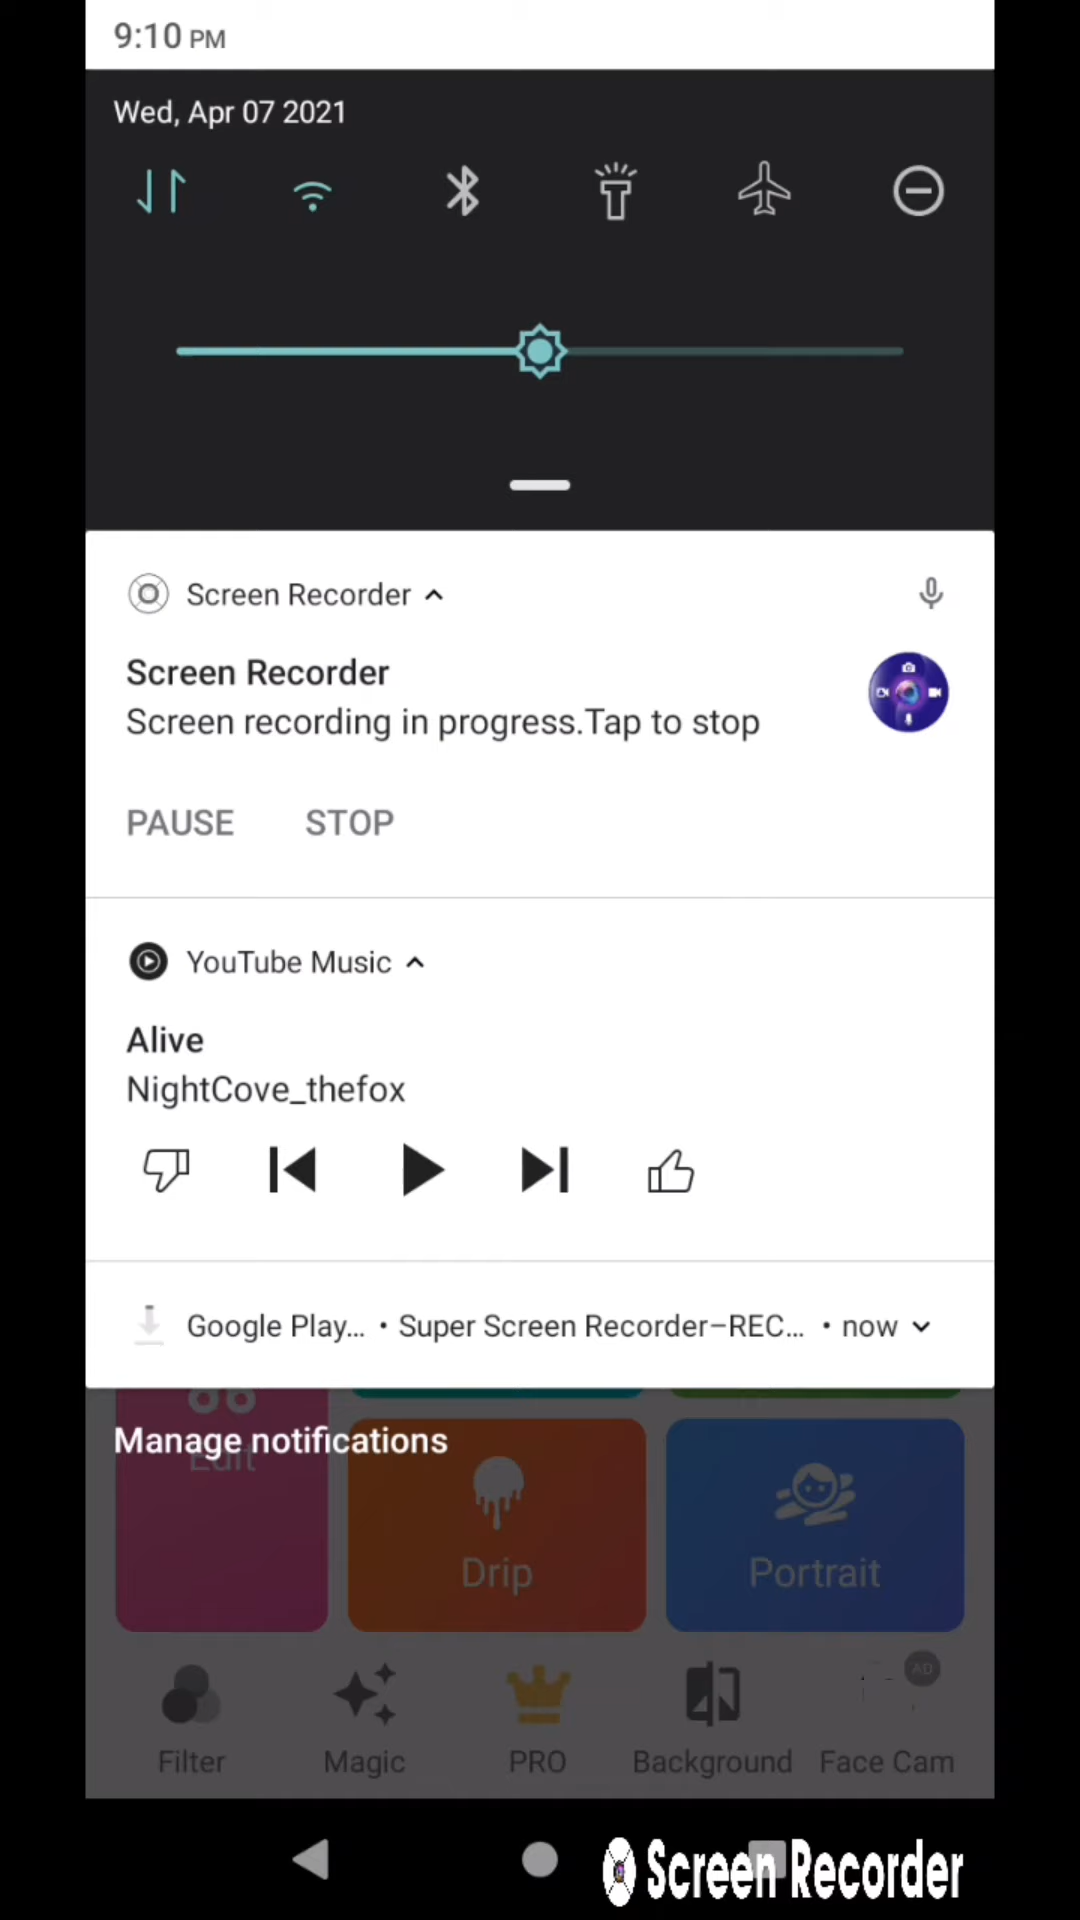 9:10 PM
Wed, Apr 07 2021
Screen Recorder
Screen Recorder
Screen recording in progress.Tap to stop
PAUSE STOP
YouTube Music
Alive
NightCove_thefox
Google Play... • Super Screen Recorder–REC... • now
Manage notifications
Edit
Drip
Portrait
AD
Filter
Magic
PRO
Background
Face Cam
Screen Recorder